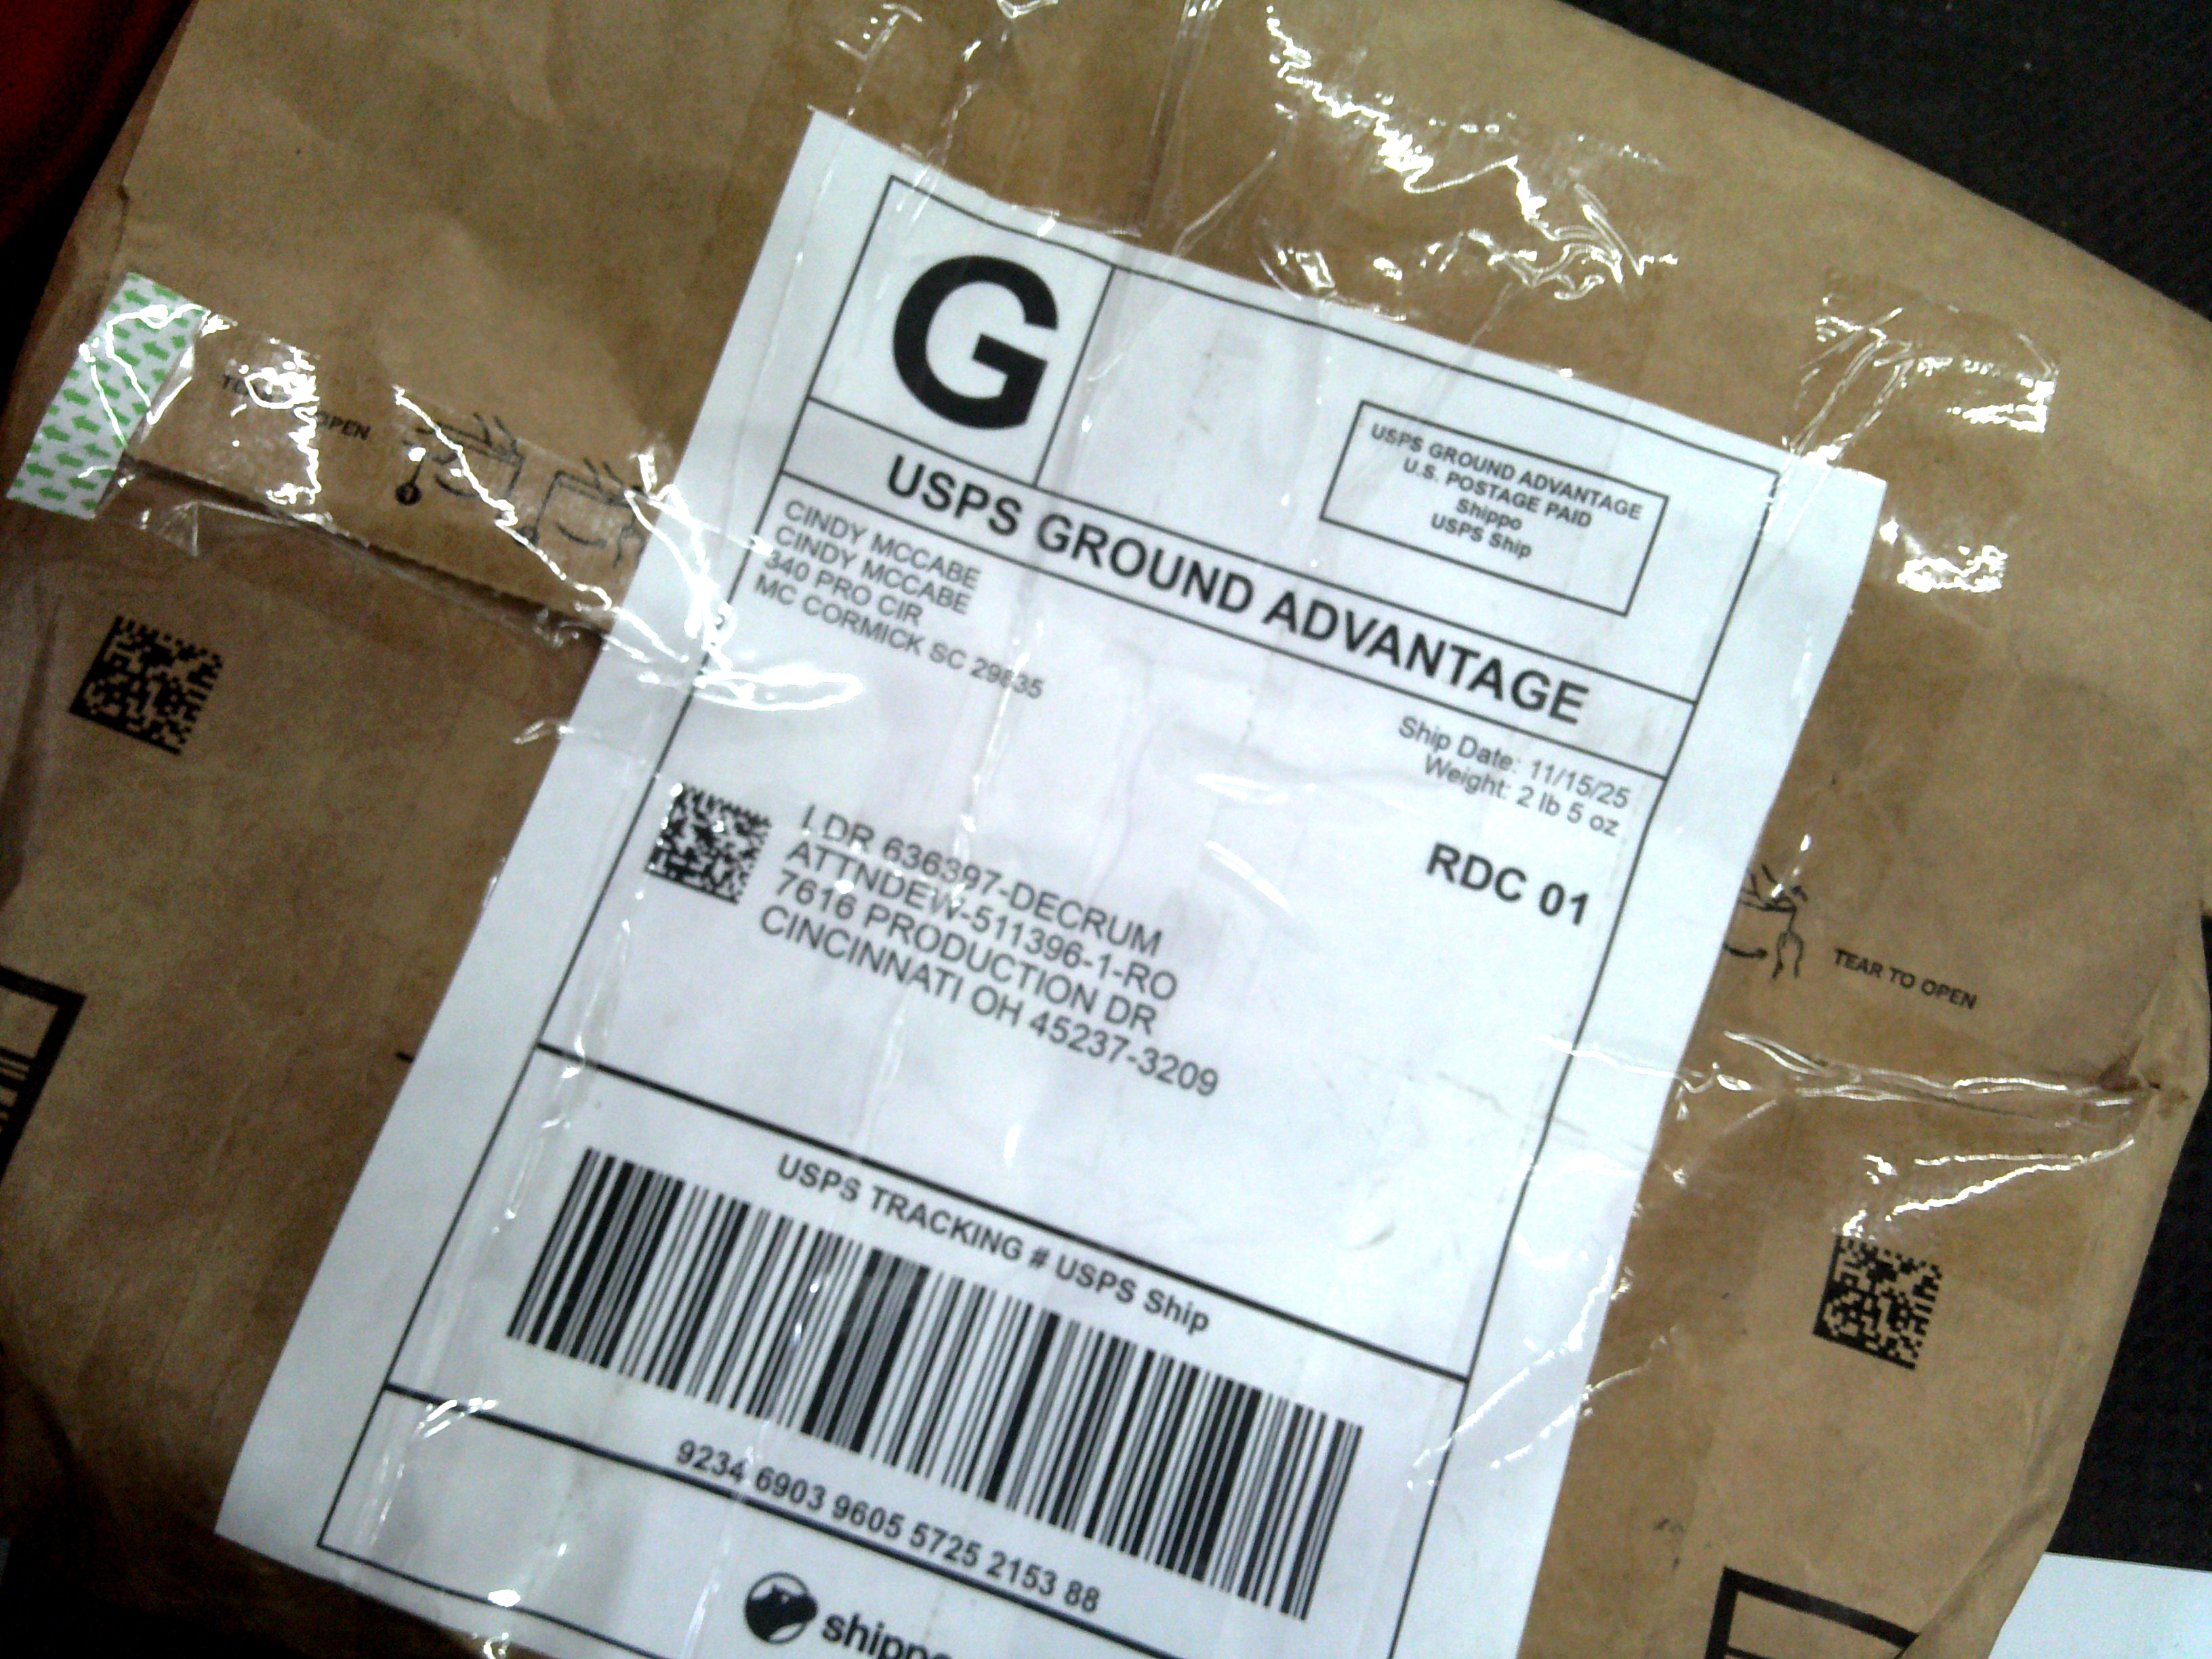 G
USPS GROUND ADVANTAGE
U.S. POSTAGE PAID
Shippo
USPS Ship
USPS GROUND ADVANTAGE
CINDY MCCABE
CINDY MCCABE
340 PRO CIR
MC CORMICK SC 29835
Ship Date: 11/15/25
Weight: 2 lb 5 oz
RDC 01
I DR 636397-DECRUM
ATTNDEW-511396-1-RO
7616 PRODUCTION DR
CINCINNATI OH 45237-3209
USPS TRACKING # USPS Ship
9234 6903 9605 5725 2153 88
shippo
OPEN
TEAR TO OPEN